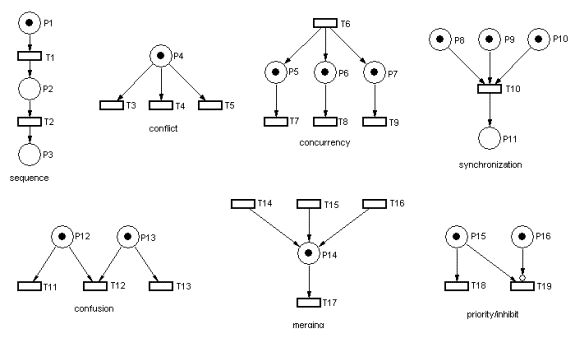 P1
T1
P2
T2
P3
sequence
P4
T3 T4 T5
conflict
T6
P5 P6 P7
T7 T8 T9
concurrency
P8 P9 P10
T10
P11
synchronization
P12 P13
T11 T12 T13
confusion
T14 T15 T16
P14
T17
merging
P15 P16
T18 T19
priority/inhibit